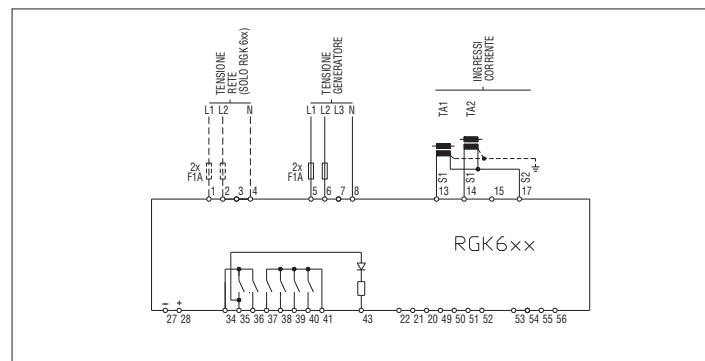 TENSIONE
RETE
(SOLO RGK 6xx)
L1 L2 N
TENSIONE
GENERATORE
L1 L2 L3 N
INGRESSI
CORRENTE
TA1
TA2
2x
F1A
2x
F1A
S1
S1
S2
1 2 3 4 5 6 7 8 13 14 15 17
RGK6xx
– +
27 28 34 35 36 37 38 39 40 41 43 22 21 20 49 50 51 52 53 54 55 56